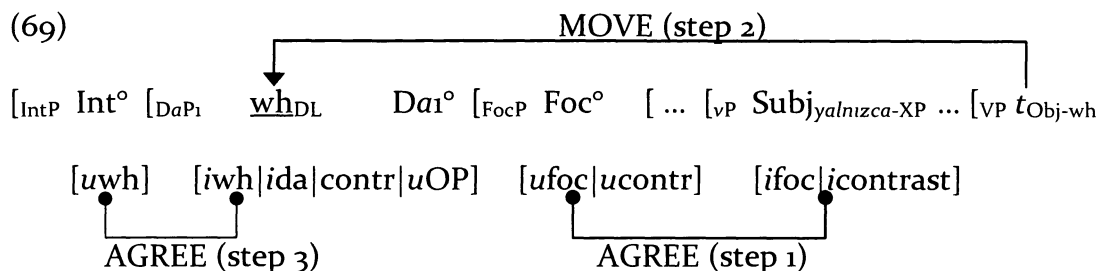 (69) MOVE (step 2)
[IntP Int° [DaP1 whDL Da1° [FocP Foc° [ ... [vP Subjyalnızca-XP ... [VP tObj-wh
[uwh] [iwh|ida|contr|uOP] [ufoc|ucontr] [ifoc|icontrast]
AGREE (step 3) AGREE (step 1)